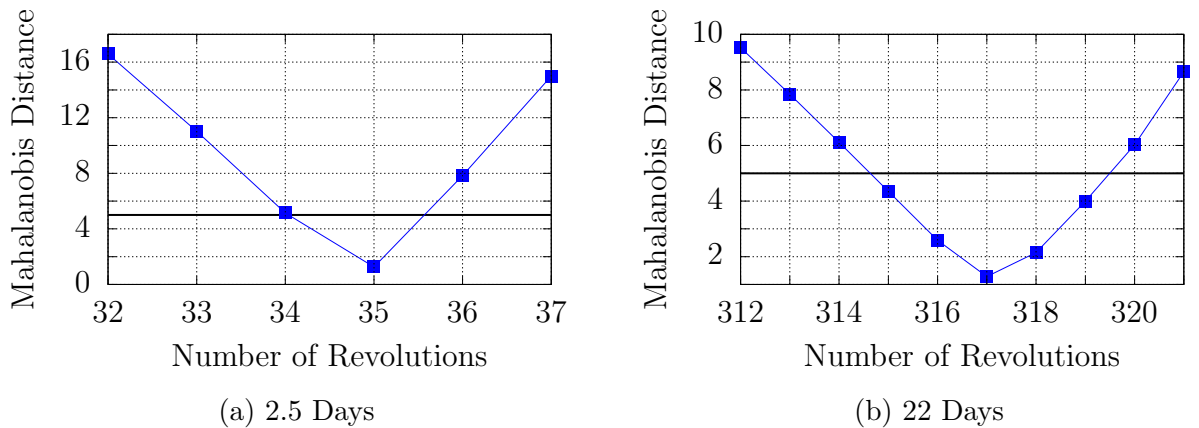 Mahalanobis Distance
16
12
8
4
0
32 33 34 35 36 37
Number of Revolutions
(a) 2.5 Days
Mahalanobis Distance
10
8
6
4
2
312 314 316 318 320
Number of Revolutions
(b) 22 Days